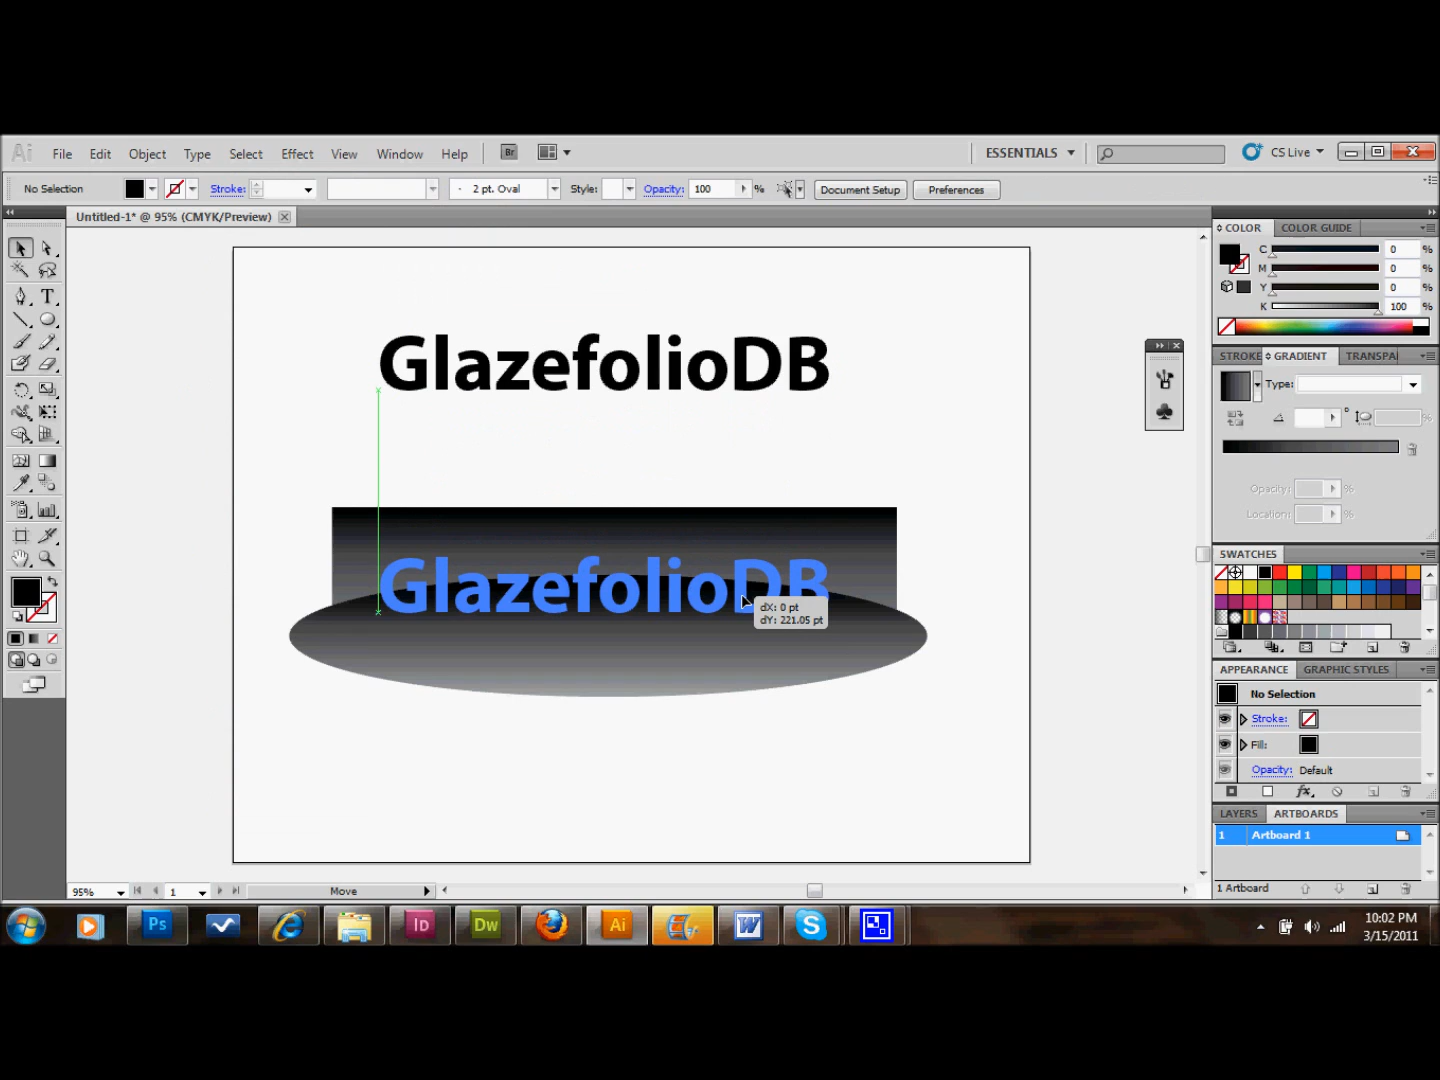 Ai File Edit Object Type Select Effect View Window Help Br ESSENTIALS CS Live
No Selection Stroke: 2 pt. Oval Style: Opacity: 100 % Document Setup Preferences
Untitled-1* @ 95% (CMYK/Preview)
COLOR COLOR GUIDE
C 0 %
M 0 %
Y 0 %
K 100 %
GlazefolioDB
STROKE GRADIENT TRANSPA
Type:
°
%
Opacity: %
Location: %
GlazefolioDB
dX: 0 pt
dY: 221.05 pt
SWATCHES
APPEARANCE GRAPHIC STYLES
No Selection
Stroke:
Fill:
Opacity: Default
fx
LAYERS ARTBOARDS
1 Artboard 1
1 Artboard
95% 1 Move
Ps Id Dw Ai W S
10:02 PM
3/15/2011